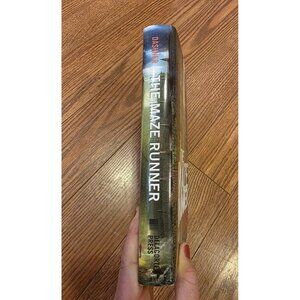 DASHNER
THE MAZE RUNNER
DELACORTE
PRESS